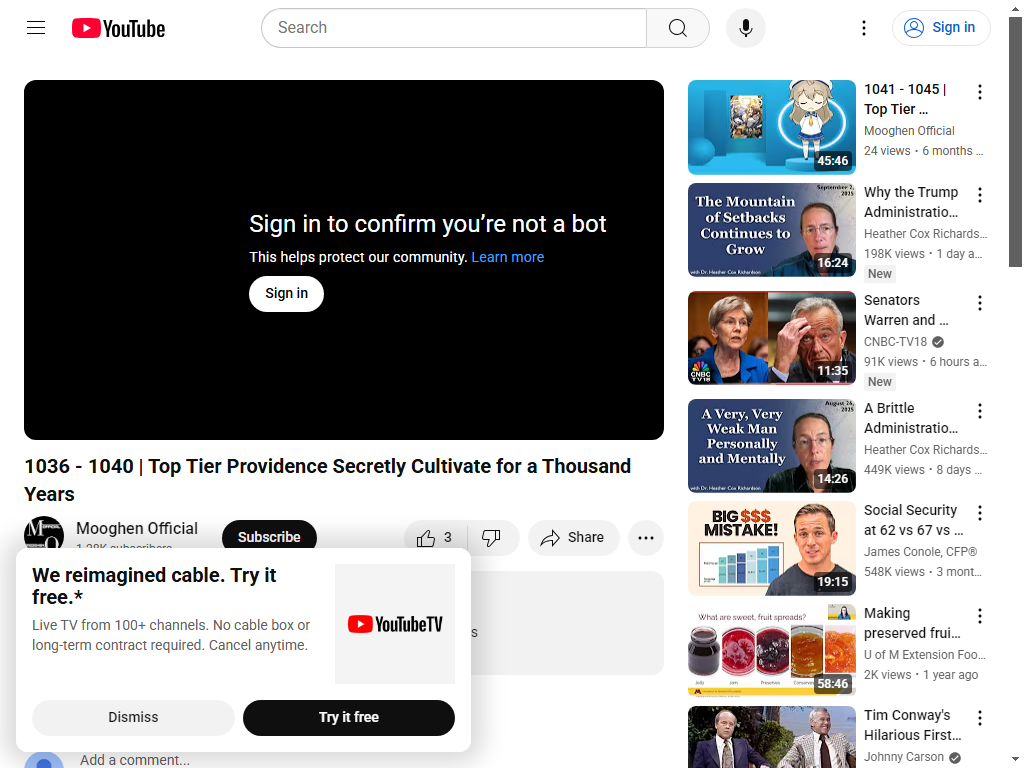 YouTube
Search
Sign in
Sign in to confirm you’re not a bot
This helps protect our community. Learn more
Sign in
1036 - 1040 | Top Tier Providence Secretly Cultivate for a Thousand
Years
Mooghen Official
Subscribe
3
Share
We reimagined cable. Try it
free.*
Live TV from 100+ channels. No cable box or
long-term contract required. Cancel anytime.
YouTubeTV
Dismiss
Try it free
s
Add a comment...
45:46
1041 - 1045 |
Top Tier ...
Mooghen Official
24 views • 6 months ...
September 2,
2025
The Mountain
of Setbacks
Continues to
Grow
with Dr. Heather Cox Richardson
16:24
Why the Trump
Administratio...
Heather Cox Richards...
198K views • 1 day a...
New
CNBC
TV18
11:35
Senators
Warren and ...
CNBC-TV18
91K views • 6 hours a...
New
August 26,
2025
A Very, Very
Weak Man
Personally
and Mentally
with Dr. Heather Cox Richardson
14:26
A Brittle
Administratio...
Heather Cox Richards...
449K views • 8 days ...
BIG $$$
MISTAKE!
19:15
Social Security
at 62 vs 67 vs ...
James Conole, CFP®
548K views • 3 mont...
What are sweet, fruit spreads?
Jelly
Jam
Preserves
58:46
Making
preserved frui...
U of M Extension Foo...
2K views • 1 year ago
Tim Conway's
Hilarious First...
Johnny Carson